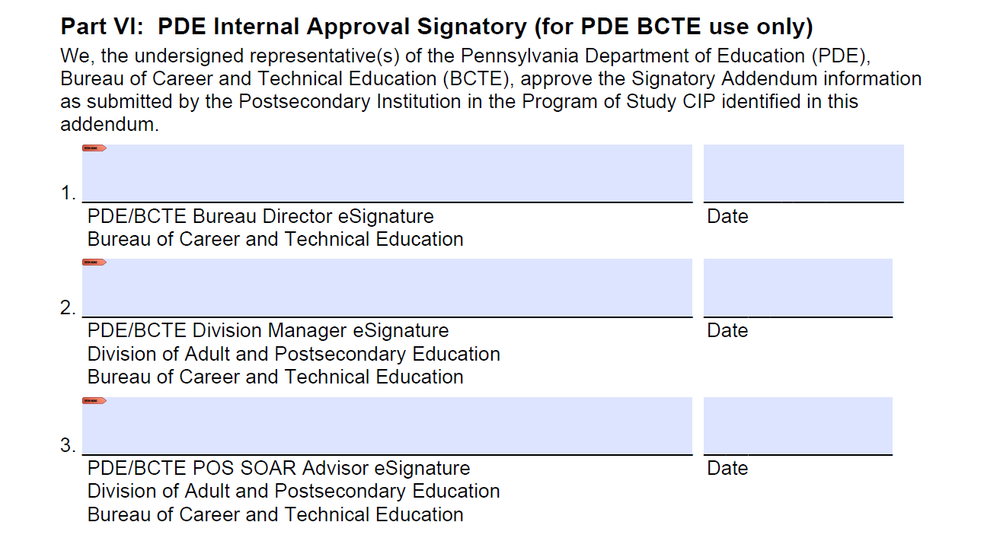 Part VI:  PDE Internal Approval Signatory (for PDE BCTE use only)
We, the undersigned representative(s) of the Pennsylvania Department of Education (PDE),
Bureau of Career and Technical Education (BCTE), approve the Signatory Addendum information
as submitted by the Postsecondary Institution in the Program of Study CIP identified in this
addendum.
1.
PDE/BCTE Bureau Director eSignature Date
Bureau of Career and Technical Education
2.
PDE/BCTE Division Manager eSignature Date
Division of Adult and Postsecondary Education
Bureau of Career and Technical Education
3.
PDE/BCTE POS SOAR Advisor eSignature Date
Division of Adult and Postsecondary Education
Bureau of Career and Technical Education